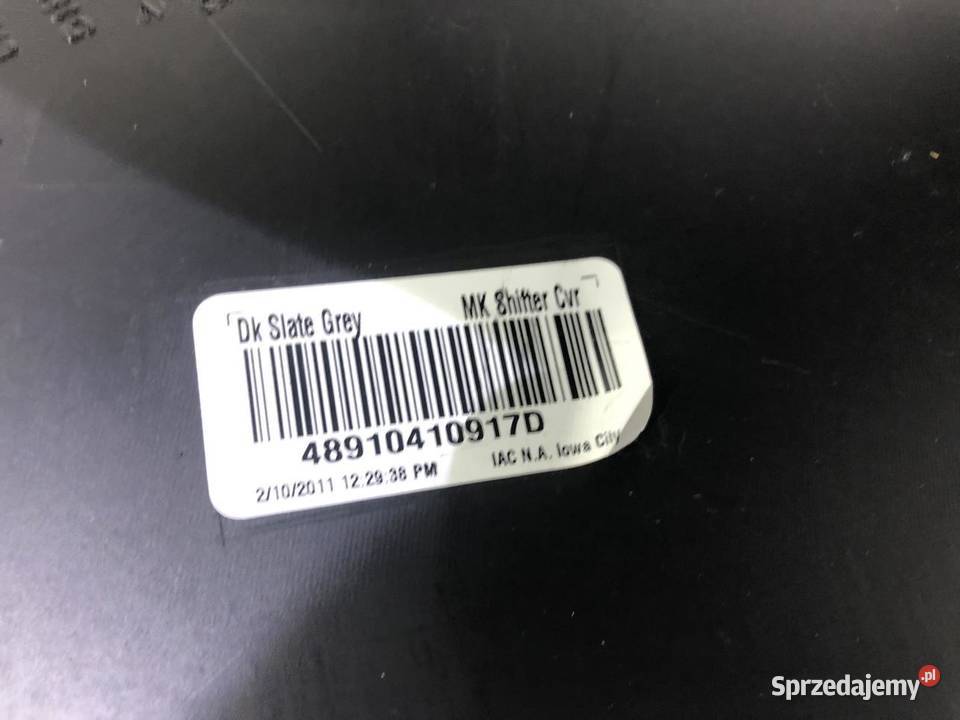 Dk Slate Grey MK Shifter Cvr
48910410917D
2/10/2011 12:29:38 PM IAC N.A. Iowa City
Sprzedajemy.pl